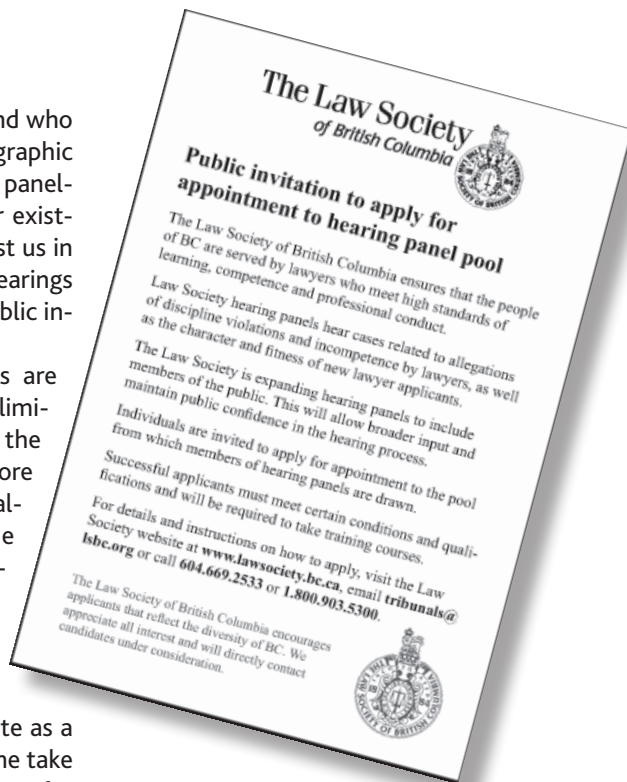 nd who
graphic
panel-
r exist-
st us in
earings
blic in-
s are
limi-
the
ore
al-
e
-
te as a
ne take
The Law Society
of British Columbia
Public invitation to apply for
appointment to hearing panel pool
The Law Society of British Columbia ensures that the people
of BC are served by lawyers who meet high standards of
learning, competence and professional conduct.
Law Society hearing panels hear cases related to allegations
of discipline violations and incompetence by lawyers, as well
as the character and fitness of new lawyer applicants.
The Law Society is expanding hearing panels to include
members of the public. This will allow broader input and
maintain public confidence in the hearing process.
Individuals are invited to apply for appointment to the pool
from which members of hearing panels are drawn.
Successful applicants must meet certain conditions and quali-
fications and will be required to take training courses.
For details and instructions on how to apply, visit the Law
Society website at www.lawsociety.bc.ca, email tribunals@
lsbc.org or call 604.669.2533 or 1.800.903.5300.
The Law Society of British Columbia encourages
applicants that reflect the diversity of BC. We
appreciate all interest and will directly contact
candidates under consideration.